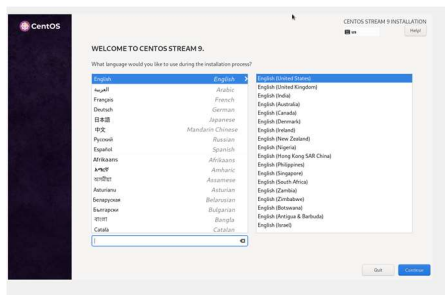 CentOS
CENTOS STREAM 9 INSTALLATION
us
Help!
WELCOME TO CENTOS STREAM 9.
What language would you like to use during the installation process?
English English
العربية Arabic
Français French
Deutsch German
日本語 Japanese
中文 Mandarin Chinese
Русский Russian
Español Spanish
Afrikaans Afrikaans
አማርኛ Amharic
অসমীয়া Assamese
Asturianu Asturian
Беларуская Belarusian
Български Bulgarian
বাংলা Bangla
Català Catalan
English (United States)
English (United Kingdom)
English (India)
English (Australia)
English (Canada)
English (Denmark)
English (Ireland)
English (New Zealand)
English (Nigeria)
English (Hong Kong SAR China)
English (Philippines)
English (Singapore)
English (South Africa)
English (Zambia)
English (Zimbabwe)
English (Botswana)
English (Antigua & Barbuda)
English (Israel)
Quit
Continue